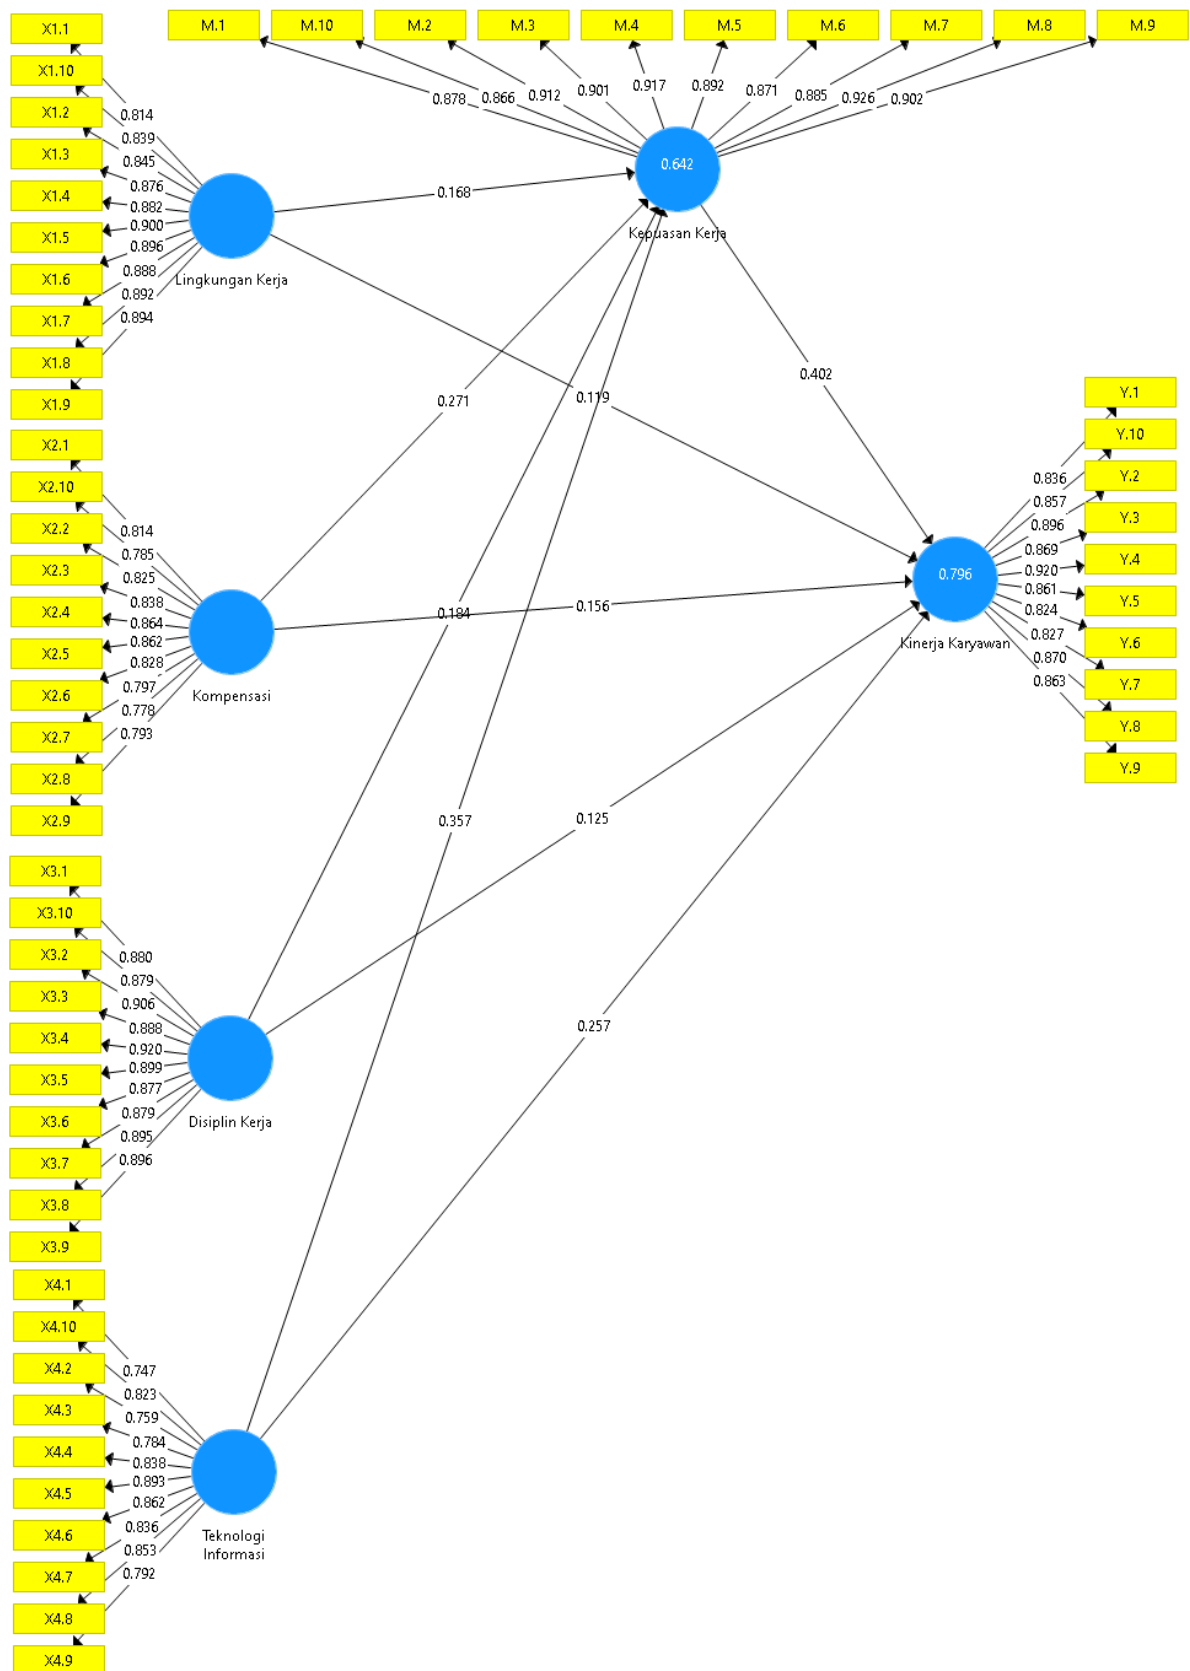 X1.1
X1.10
X1.2
X1.3
X1.4
X1.5
X1.6
X1.7
X1.8
X1.9
0.814
0.839
0.845
0.876
0.882
0.900
0.896
0.888
0.892
0.894
Lingkungan Kerja
M.1
M.10
M.2
M.3
M.4
M.5
M.6
M.7
M.8
M.9
0.878
0.866
0.912
0.901
0.917
0.892
0.871
0.885
0.926
0.902
0.642
Kepuasan Kerja
0.168
0.271
0.119
0.402
0.184
0.156
0.357
0.125
0.257
X2.1
X2.10
X2.2
X2.3
X2.4
X2.5
X2.6
X2.7
X2.8
X2.9
0.814
0.785
0.825
0.838
0.864
0.862
0.828
0.797
0.778
0.793
Kompensasi
Y.1
Y.10
Y.2
Y.3
Y.4
Y.5
Y.6
Y.7
Y.8
Y.9
0.836
0.857
0.896
0.869
0.920
0.861
0.824
0.827
0.870
0.863
0.796
Kinerja Karyawan
X3.1
X3.10
X3.2
X3.3
X3.4
X3.5
X3.6
X3.7
X3.8
X3.9
0.880
0.879
0.906
0.888
0.920
0.899
0.877
0.879
0.895
0.896
Disiplin Kerja
X4.1
X4.10
X4.2
X4.3
X4.4
X4.5
X4.6
X4.7
X4.8
X4.9
0.747
0.823
0.759
0.784
0.838
0.893
0.862
0.836
0.853
0.792
Teknologi
Informasi